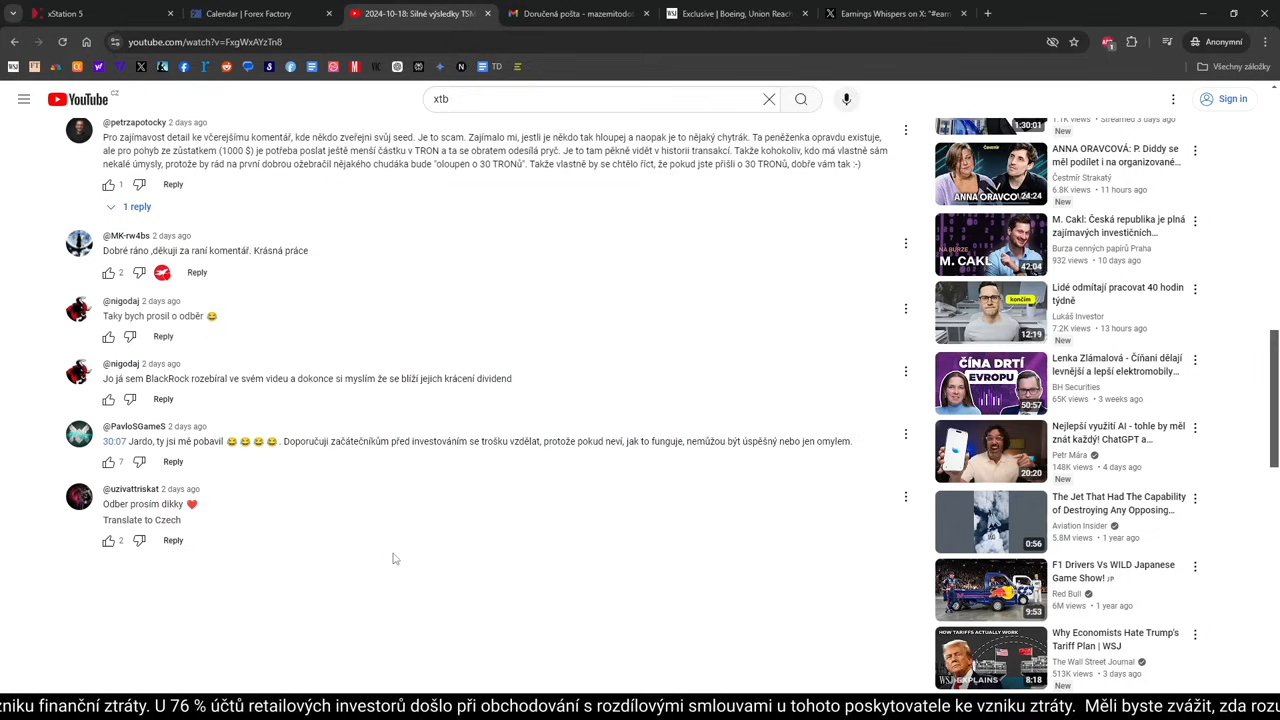 xStation 5
Calendar | Forex Factory
2024-10-18: Silné výsledky TSM
Doručená pošta - mazemitodot
Exclusive | Boeing, Union Reac
Earnings Whispers on X: "#earn
youtube.com/watch?v=FxgWxAYzTn8
Anonymní
TD
Všechny záložky
YouTube CZ
xtb
Sign in
@petrzapotocky 2 days ago
Pro zajímavost detail ke včerejšímu komentář, kde někdo zveřejní svůj seed. Je to scam. Zajímalo mi, jestli je někdo tak hloupej a naopak je to nějakej vytrák. Ta peněženka opravdu existuje,
ale pro pohyb ze zůstatkem (1000 $) je potřeba poslat ještě menší částku v TRON a ta se obratem odesílá pryč. Je to tam pěkně vidět v historii transakcí. Takže kohokoliv, kdo má vlastně sám
nekalé úmysly, protože by rád na první dobrou ožebračil nějakého chudáka bude "oloupen o 30 TRONů". Takže vlastně by se chtělo říct, že pokud jste přišli o 30 TRONů, dobře vám tak :-)
1
Reply
1 reply
@MK-rw4bs 2 days ago
Dobré ráno ,děkuji za raní komentář. Krásná práce
2
Reply
@nigodaj 2 days ago
Taky bych prosil o odběr 😂
Reply
@nigodaj 2 days ago
Jo já sem BlackRock rozebíral ve svém videu a dokonce si myslím že se blíží jejich krácení dividend
Reply
@PavloSGameS 2 days ago
30:07 Jardo, ty jsi mě pobavil 😂 😂 😂 😂 . Doporučuji začátečníkům před investováním se trošku vzdělat, protože pokud neví, jak to funguje, nemůzou být úspěšný nebo jen omylem.
7
Reply
@uzivattriskat 2 days ago
Odber prosím dikky ❤️
Translate to Czech
2
Reply
1.1K views • Streamed 3 days ago
1:30:01
New
ANNA ORAVCOVÁ: P. Diddy se
měl podílet i na organizované…
Čestmír Strakatý
6.8K views • 11 hours ago
New
Čestmír
ANNA ORAVCO
24:24
M. Cakl: Česká republika je plná
zajímavých investičních…
Burza cenných papírů Praha
932 views • 10 days ago
NA BURZE
M. CAKL
42:04
Lidé odmítají pracovat 40 hodin
týdně
Lukáš Investor
7.2K views • 13 hours ago
New
končím
12:19
Lenka Zlámalová - Číňani dělají
levnější a lepší elektromobily…
BH Securities
65K views • 3 weeks ago
ČÍNA DRTÍ
EVROPU
50:57
Nejlepší využití AI - tohle by měl
znát každý! ChatGPT a…
Petr Mára
148K views • 4 days ago
New
20:20
The Jet That Had The Capability
of Destroying Any Opposing…
Aviation Insider
5.8M views • 1 year ago
0:56
F1 Drivers Vs WILD Japanese
Game Show! 🇯🇵
Red Bull
6M views • 1 year ago
9:53
Why Economists Hate Trump's
Tariff Plan | WSJ
The Wall Street Journal
513K views • 3 days ago
New
HOW TARIFFS ACTUALLY WORK
WSJ EXPLAINS
8:18
zniku finanční ztráty. U 76 % účtů retailových investorů došlo při obchodování s rozdílovými smlouvami u tohoto poskytovatele ke vzniku ztráty. Měli byste zvážit, zda rozu